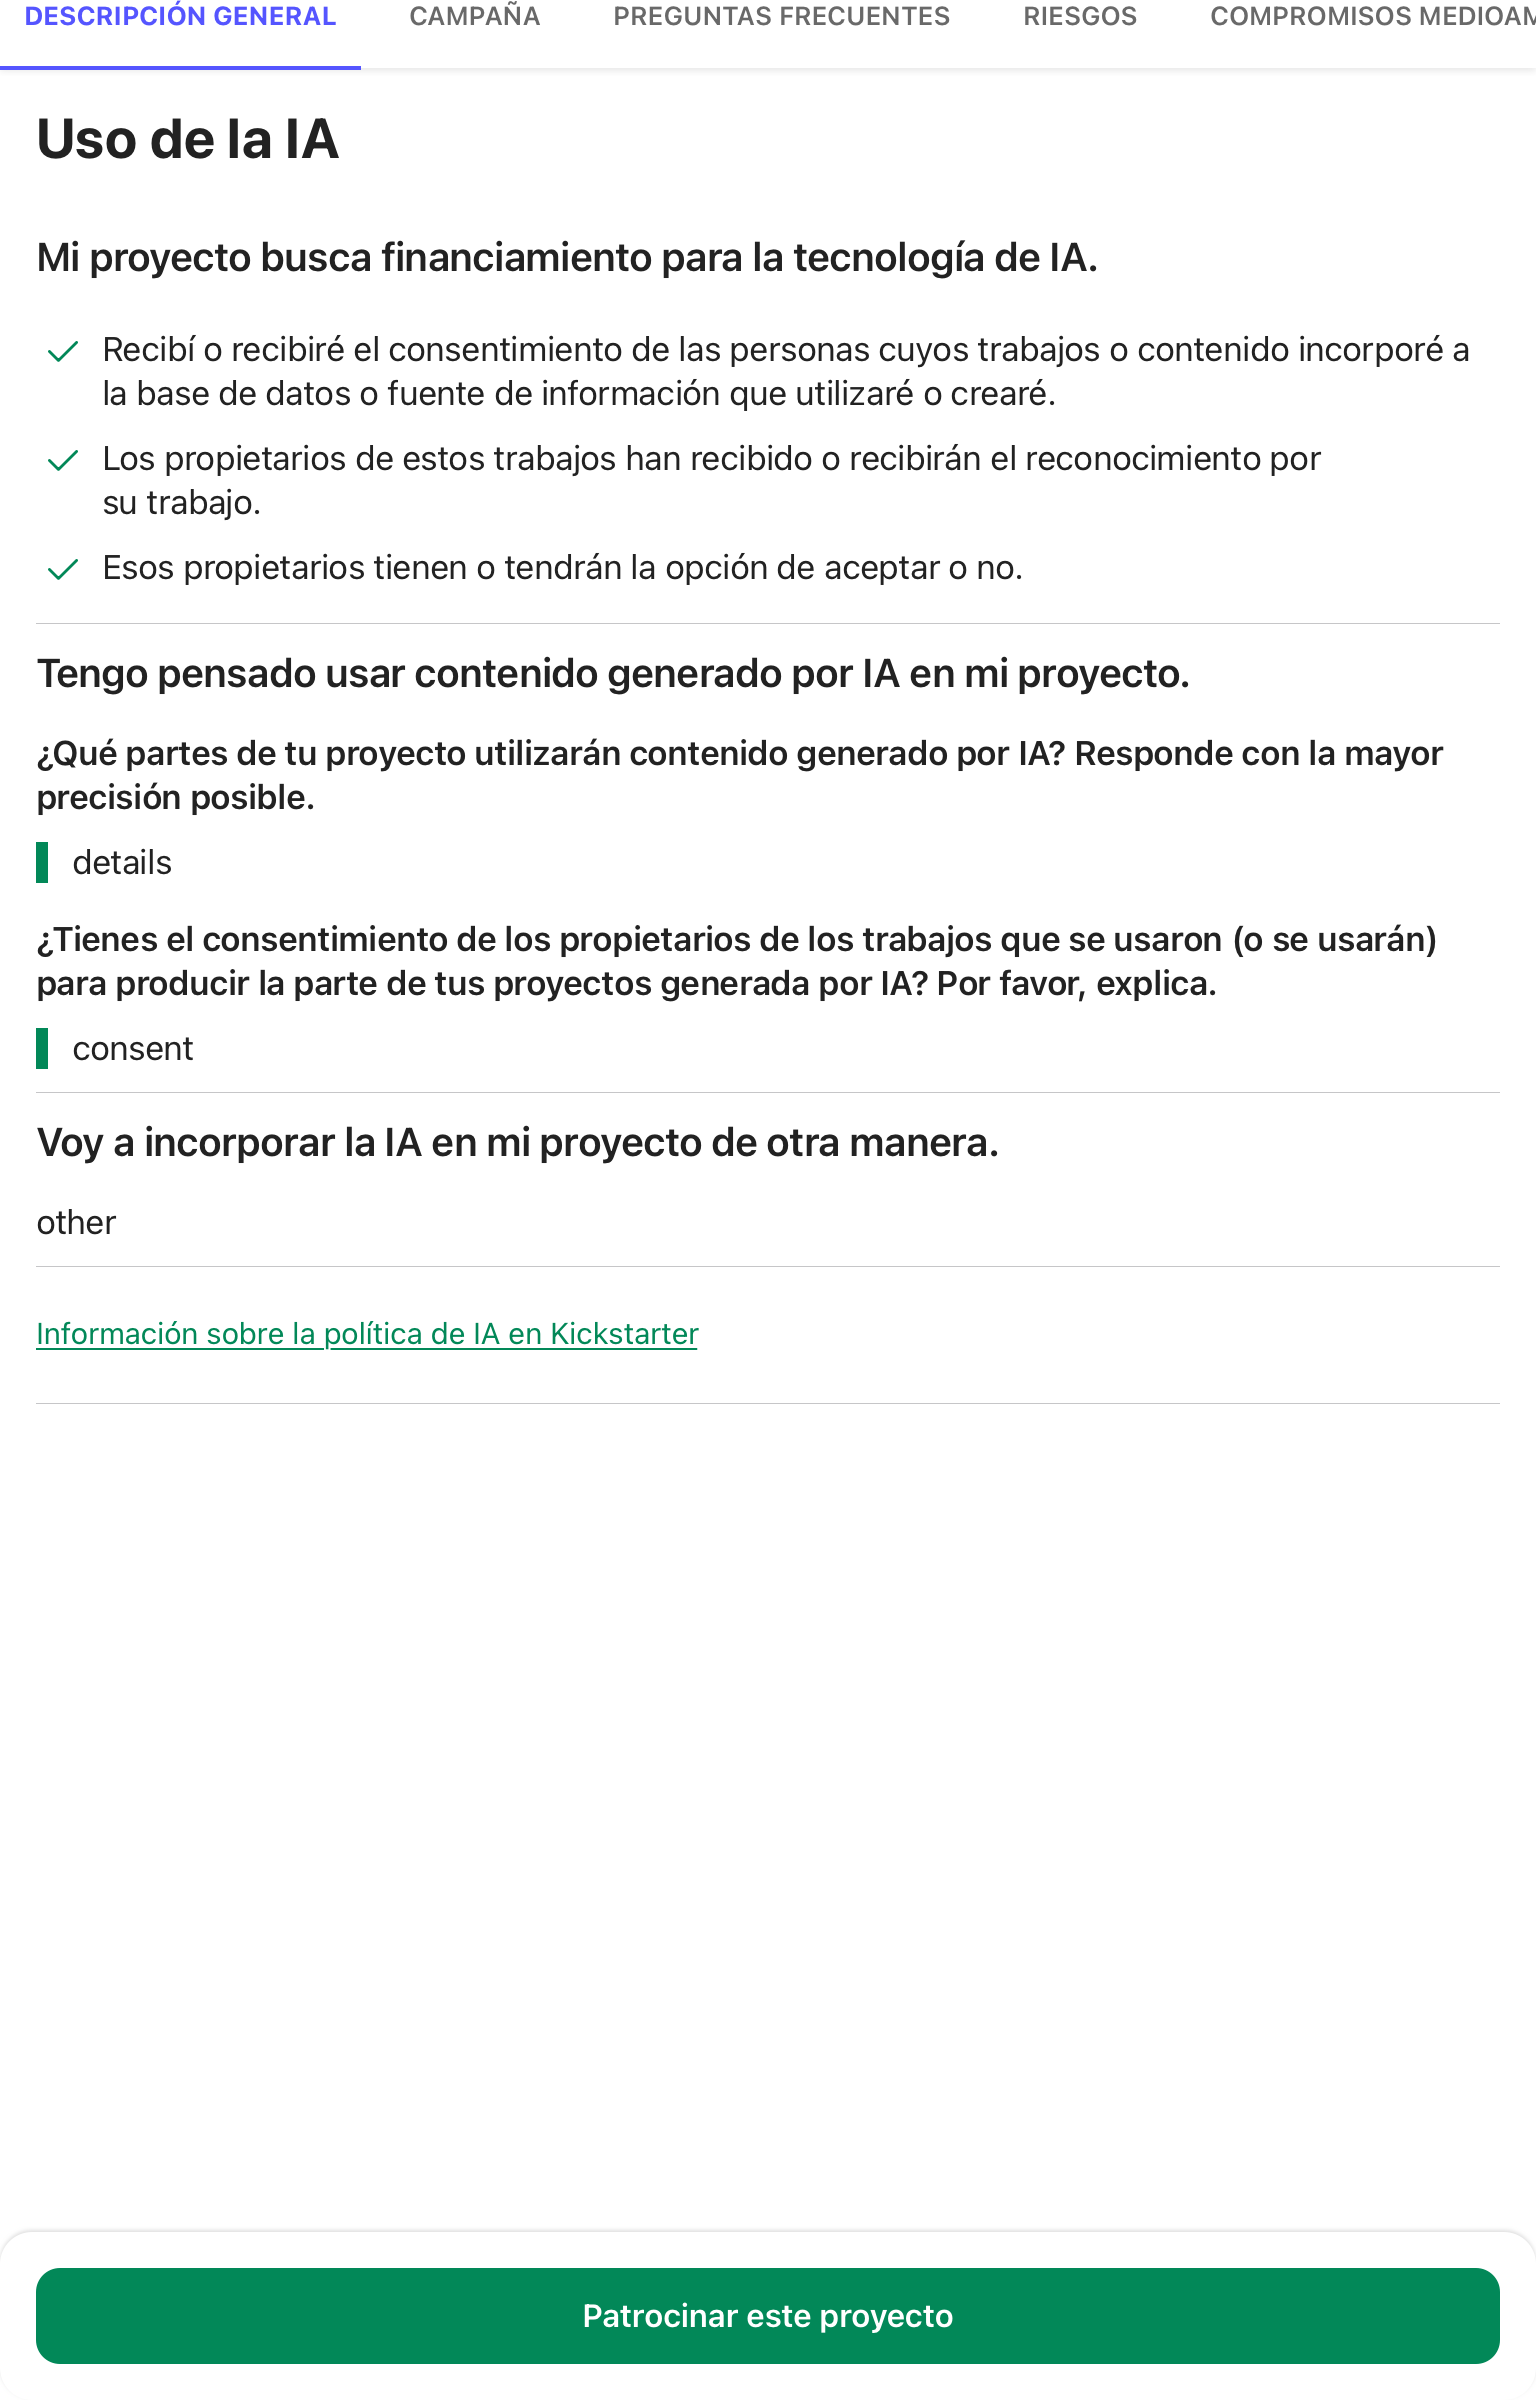 DESCRIPCIÓN GENERAL CAMPAÑA PREGUNTAS FRECUENTES RIESGOS COMPROMISOS MEDIOAM
Uso de la IA
Mi proyecto busca financiamiento para la tecnología de IA.
Recibí o recibiré el consentimiento de las personas cuyos trabajos o contenido incorporé a
la base de datos o fuente de información que utilizaré o crearé.
Los propietarios de estos trabajos han recibido o recibirán el reconocimiento por
su trabajo.
Esos propietarios tienen o tendrán la opción de aceptar o no.
Tengo pensado usar contenido generado por IA en mi proyecto.
¿Qué partes de tu proyecto utilizarán contenido generado por IA? Responde con la mayor
precisión posible.
details
¿Tienes el consentimiento de los propietarios de los trabajos que se usaron (o se usarán)
para producir la parte de tus proyectos generada por IA? Por favor, explica.
consent
Voy a incorporar la IA en mi proyecto de otra manera.
other
Información sobre la política de IA en Kickstarter
Patrocinar este proyecto